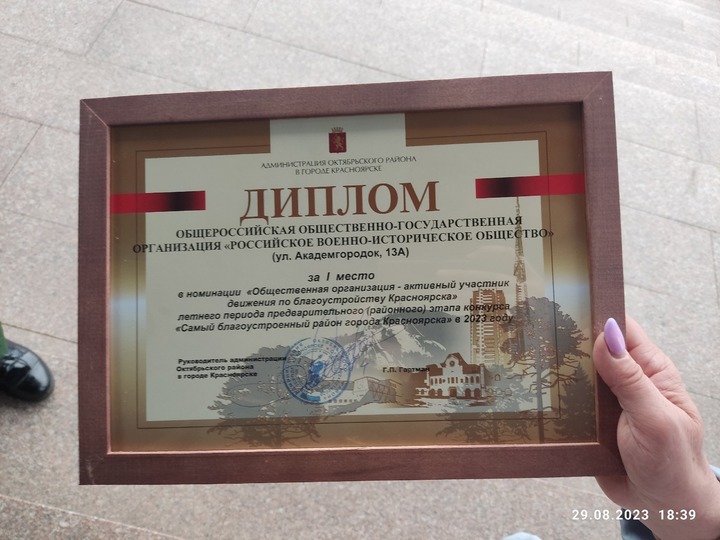 АДМИНИСТРАЦИЯ ОКТЯБРЬСКОГО РАЙОНА
В ГОРОДЕ КРАСНОЯРСКЕ
ДИПЛОМ
ОБЩЕРОССИЙСКАЯ ОБЩЕСТВЕННО-ГОСУДАРСТВЕННАЯ
ОРГАНИЗАЦИЯ «РОССИЙСКОЕ ВОЕННО-ИСТОРИЧЕСКОЕ ОБЩЕСТВО»
(ул. Академгородок, 13А)
за I место
в номинации «Общественная организация - активный участник
движения по благоустройству Красноярска»
летнего периода предварительного (районного) этапа конкурса
«Самый благоустроенный район города Красноярска» в 2023 году
Руководитель администрации
Октябрьского района
в городе Красноярске
Г.П. Гартман
29.08.2023 18:39